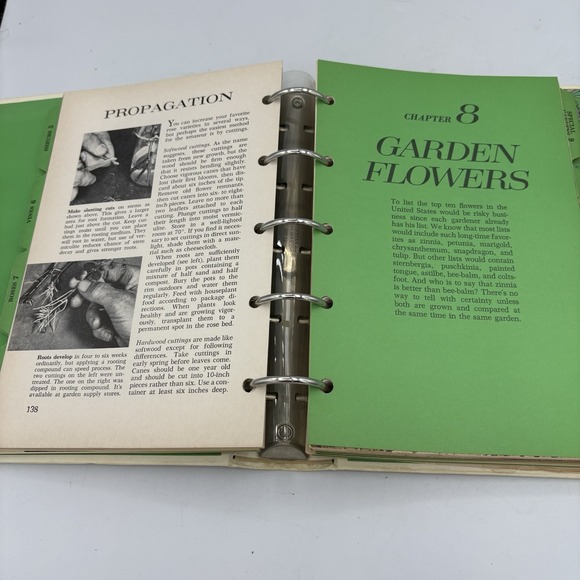 PROPAGATION
You can increase your favorite
rose varieties in several ways,
but perhaps the easiest method
for the amateur is by cuttings.
Softwood cuttings. As the name
suggests, these cuttings are
taken from new growth, but the
wood should be firm enough
that it resists bending slightly.
Choose vigorous canes that have
lost their first blooms, then dis-
card about six inches of the tip.
Remove old flower remnants,
then cut canes into six- to eight-
inch pieces. Leave no more than
two leaflets attached to each
cutting. Plunge cuttings to half
their length into moist vermic-
ulite. Store in a well-lighted
room at 70°. If you find it neces-
sary to set cuttings in direct sun-
light, shade them with a mate-
rial such as cheesecloth.
When roots are sufficiently
developed (see left), plant them
carefully in pots containing a
mixture of half sand and half
compost. Bury the pots to the
rim outdoors and water them
regularly. Feed with houseplant
food according to package di-
rections. When plants look
healthy and are growing vigor-
ously, transplant them to a
permanent spot in the rose bed.
Hardwood cuttings are made like
softwood except for following
differences. Take cuttings in
early spring before leaves come.
Canes should be one year old
and should be cut into 10-inch
pieces rather than six. Use a con-
tainer at least six inches deep.
Make slanting cuts on stems as
shown above. This gives a larger
area for root formation. Leave a
bud just above the cut. Keep cut-
tings moist until you can place
them in the rooting medium. They
will root in water, but use of ver-
miculite reduces chance of stem
decay and gives stronger roots.
Roots develop in four to six weeks
ordinarily, but applying a rooting
compound can speed process. The
two cuttings on the left were un-
treated. The one on the right was
dipped in rooting compound. It's
available at garden supply stores.
138
ROSES 7
VINES 6
SHRUBS 5
CHAPTER 8
GARDEN
FLOWERS
To list the top ten flowers in the
United States would be risky busi-
ness since each gardener already
has his list. We know that most lists
would include such long-time favor-
ies as zinnia, petunia, marigold,
chrysanthemum, snapdragon, and
tulip. But other lists would contain
sternbergia, puschkinia, painted
tongue, astilbe, bee-balm, and colts-
foot. And who is to say that zinnia
is better than bee-balm? There's no
way to tell with certainty unless
both are grown and compared at
the same time in the same garden.
SPECIAL 9